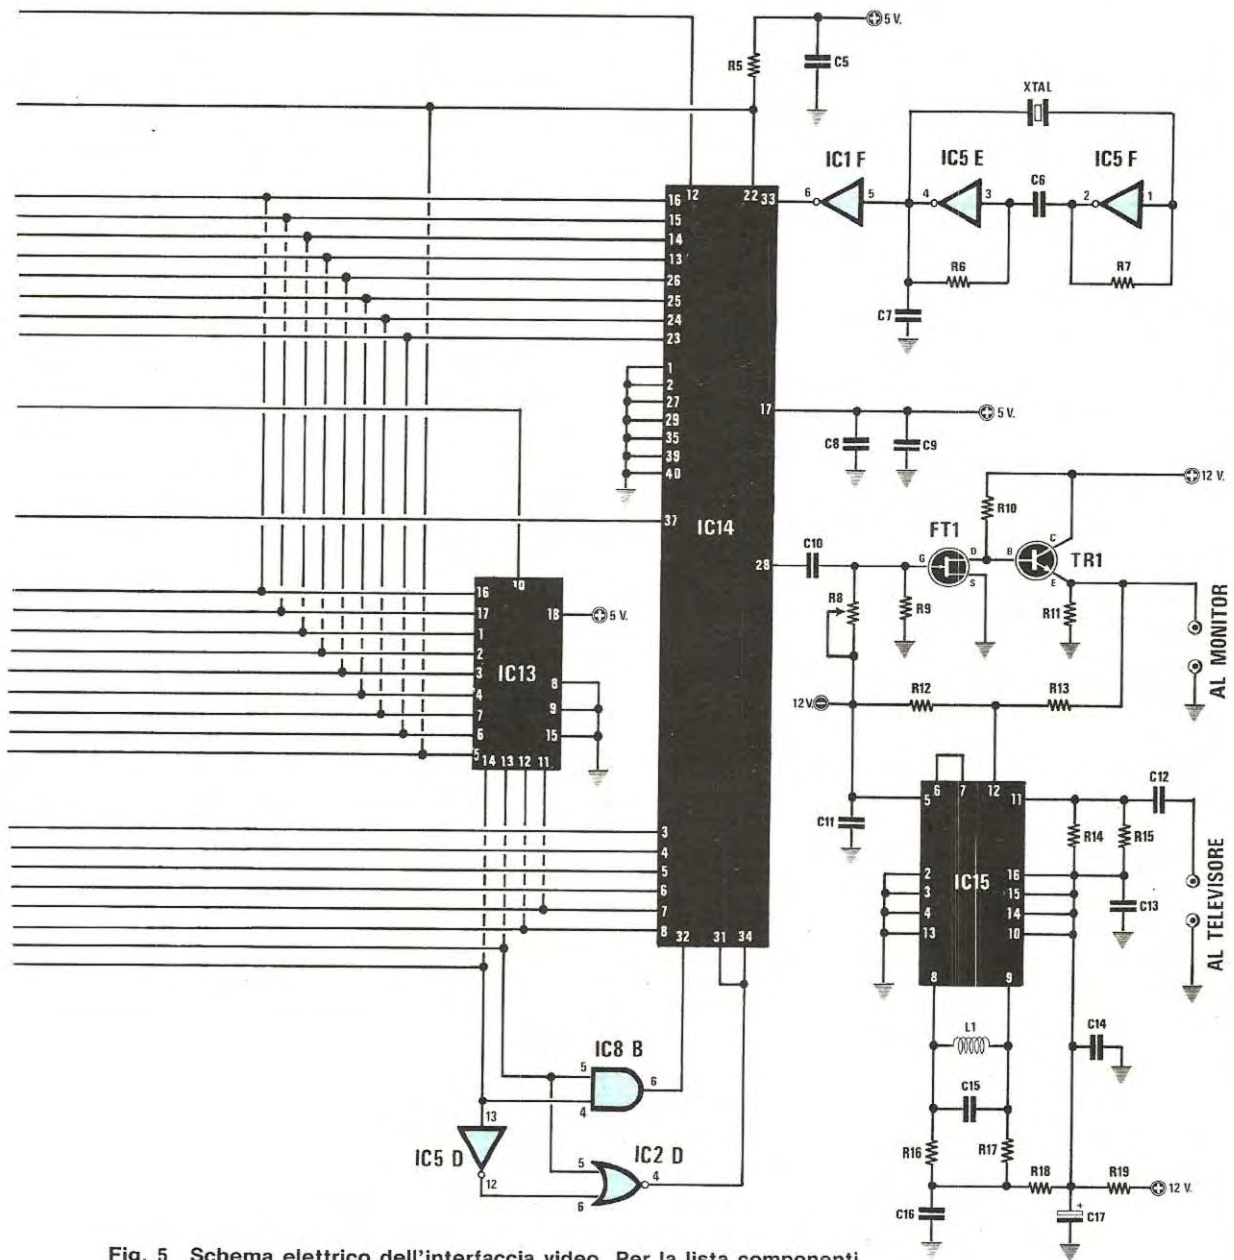 5 V.
R5
C5
XTAL
IC1 F
IC5 E
IC5 F
C6
6
5
4
3
2
1
R6
R7
C7
16
12
22
33
15
14
13
26
25
24
23
1
2
27
29
35
39
40
17
C8
C9
5 V.
37
IC14
28
C10
12 V.
R10
FT1
G
D
S
B
C
E
TR1
R8
R9
R11
AL MONITOR
16
17
1
2
3
4
7
6
5
10
18
5 V.
IC13
8
9
15
14
13
12
11
12 V.
R12
R13
5
6
7
12
11
C12
C11
R14
R15
2
3
4
13
IC15
16
15
14
10
C13
AL TELEVISORE
8
9
3
4
5
6
7
8
32
31
34
L1
C14
C15
IC8 B
5
4
6
13
IC5 D
12
IC2 D
5
6
4
R16
R17
R18
R19
12 V.
C16
+
C17
Fig. 5 Schema elettrico dell'interfaccia video. Per la lista componenti